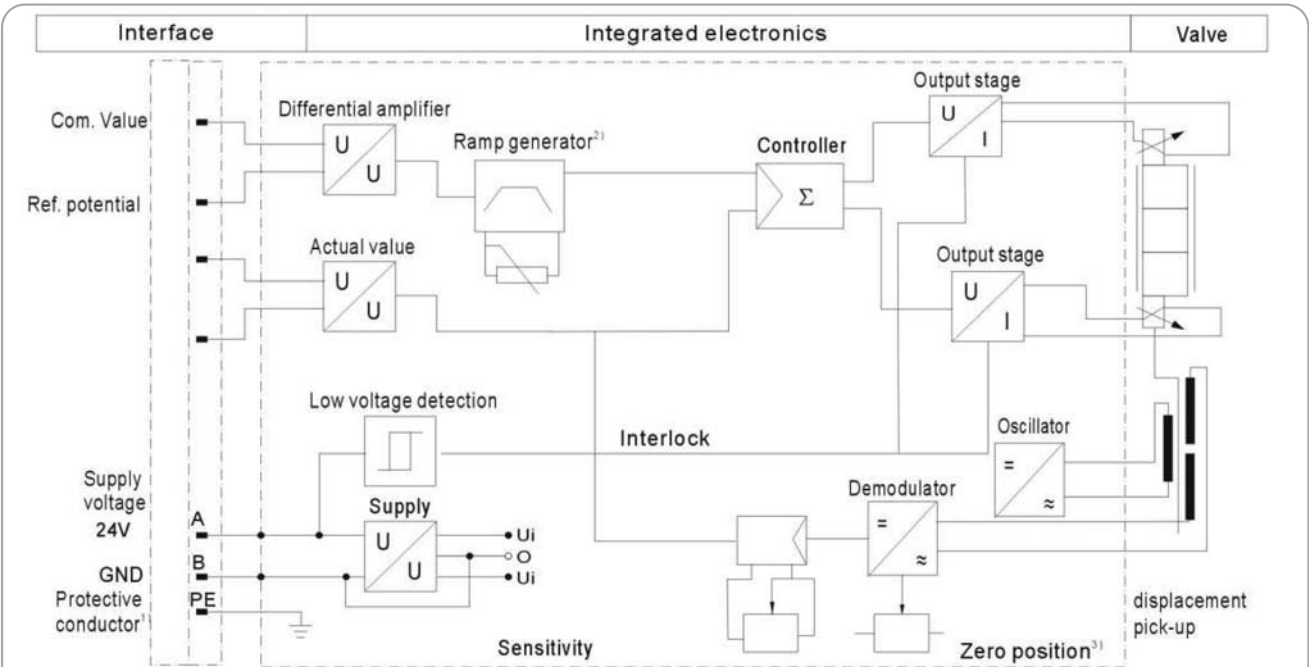 Interface
Integrated electronics
Valve
Output stage
U
I
Differential amplifier
U
U
Com. Value
Ramp generator²⁾
Controller
Σ
Ref. potential
Actual value
U
U
Output stage
U
I
Low voltage detection
Interlock
Oscillator
=
≈
Supply
voltage
24V
A
Supply
U
U
Ui
O
Ui
Demodulator
=
≈
GND
B
Protective
conductor¹⁾
PE
displacement
pick-up
Sensitivity
Zero position³⁾